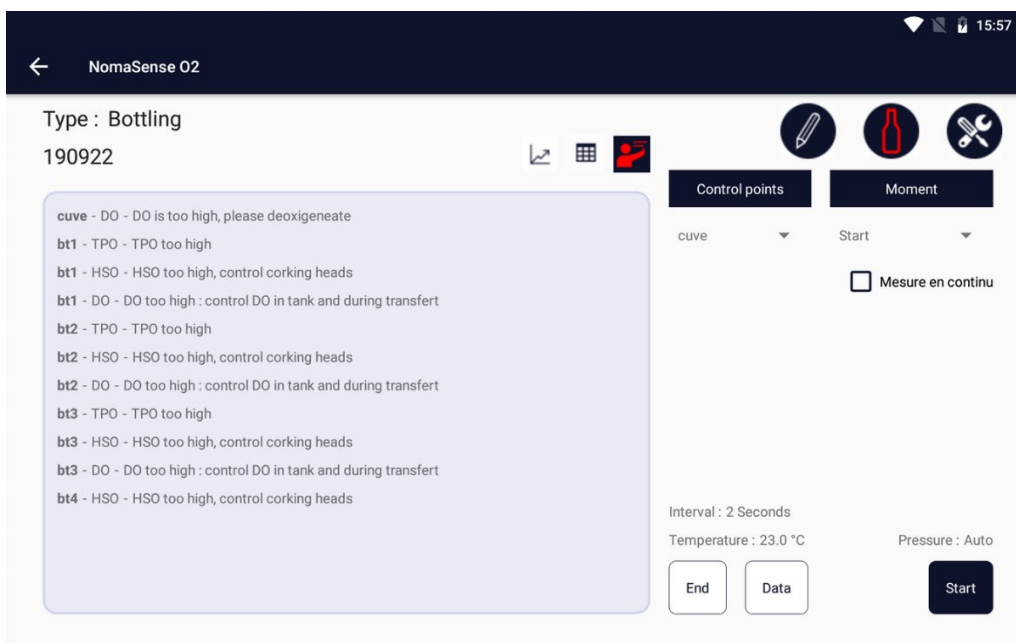 15:57
NomaSense O2
Type : Bottling
190922
cuve - DO - DO is too high, please deoxigeneate
bt1 - TPO - TPO too high
bt1 - HSO - HSO too high, control corking heads
bt1 - DO - DO too high : control DO in tank and during transfert
bt2 - TPO - TPO too high
bt2 - HSO - HSO too high, control corking heads
bt2 - DO - DO too high : control DO in tank and during transfert
bt3 - TPO - TPO too high
bt3 - HSO - HSO too high, control corking heads
bt3 - DO - DO too high : control DO in tank and during transfert
bt4 - HSO - HSO too high, control corking heads
Control points
Moment
cuve
Start
Mesure en continu
Interval : 2 Seconds
Temperature : 23.0 °C
Pressure : Auto
End
Data
Start